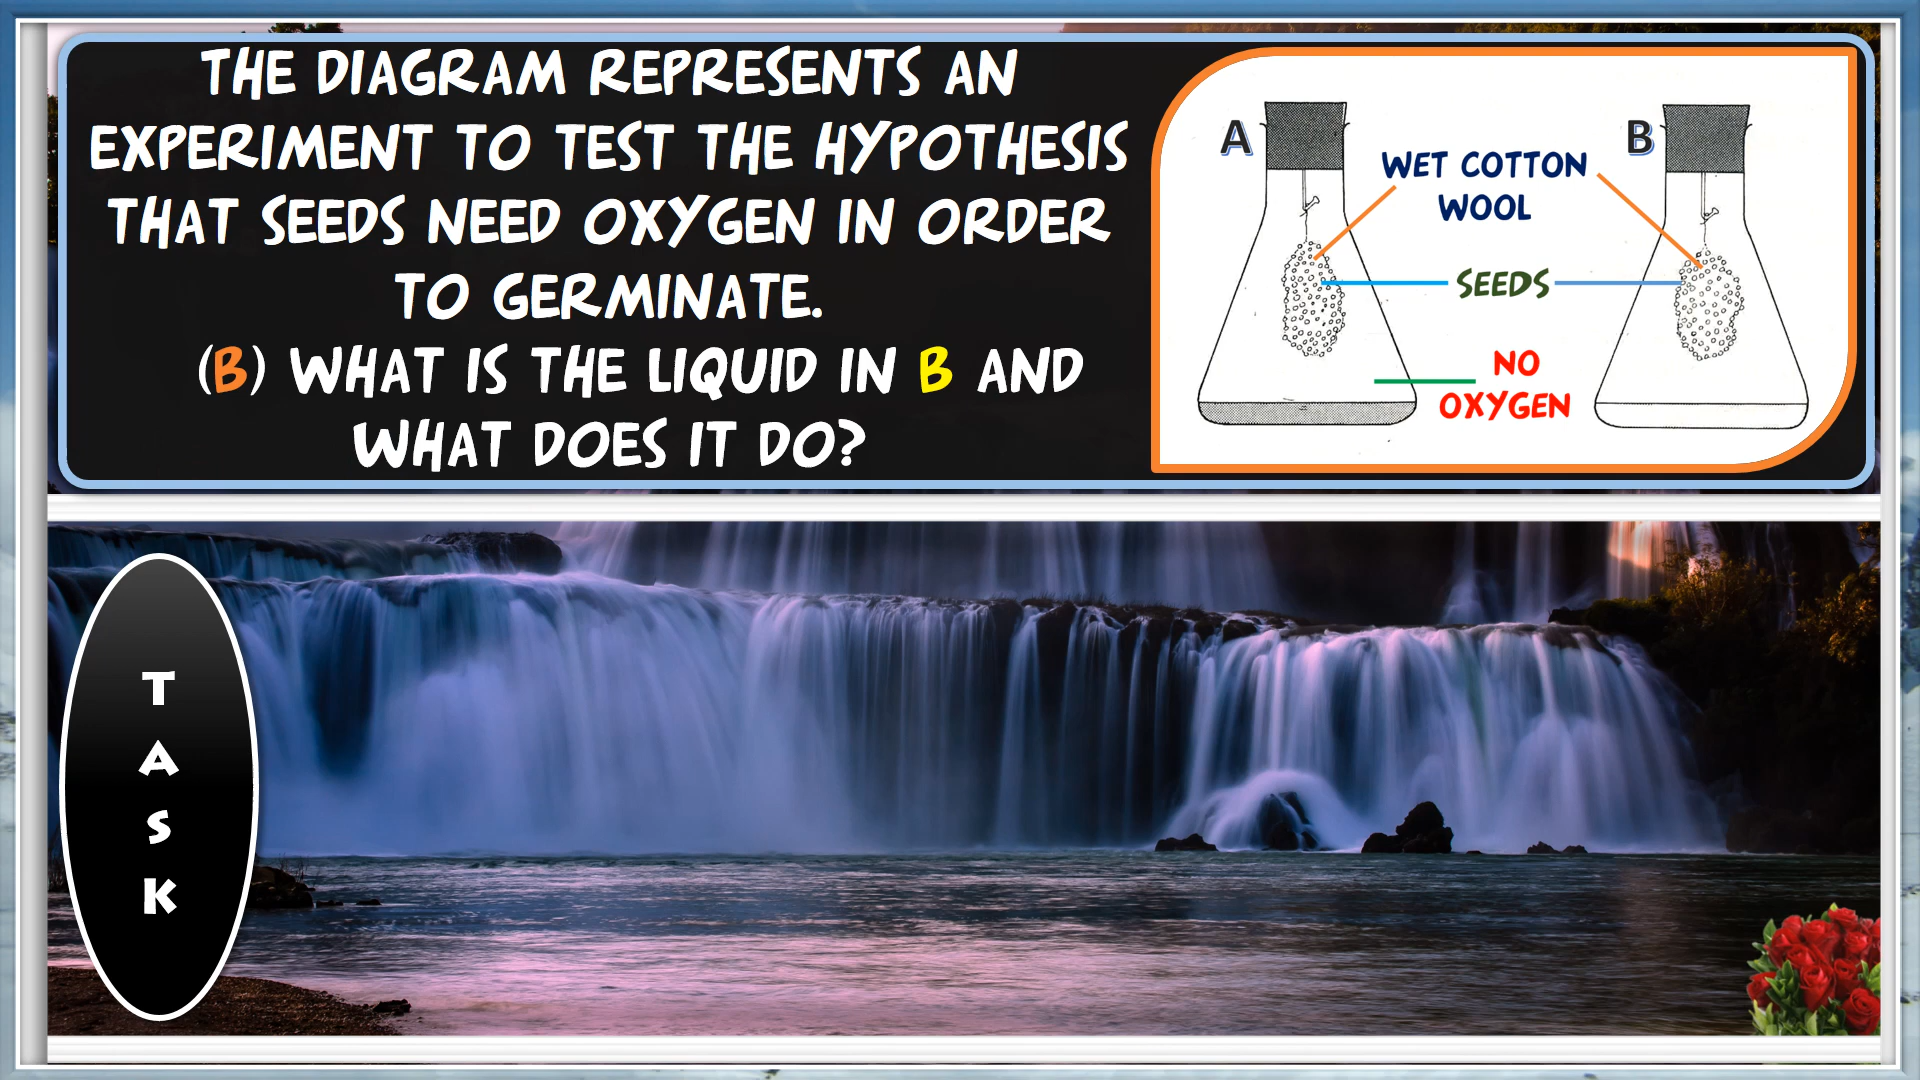 THE DIAGRAM REPRESENTS AN
EXPERIMENT TO TEST THE HYPOTHESIS
THAT SEEDS NEED OXYGEN IN ORDER
TO GERMINATE.
(B) WHAT IS THE LIQUID IN B AND
WHAT DOES IT DO?
A
B
WET COTTON
WOOL
SEEDS
NO
OXYGEN
T
A
S
K